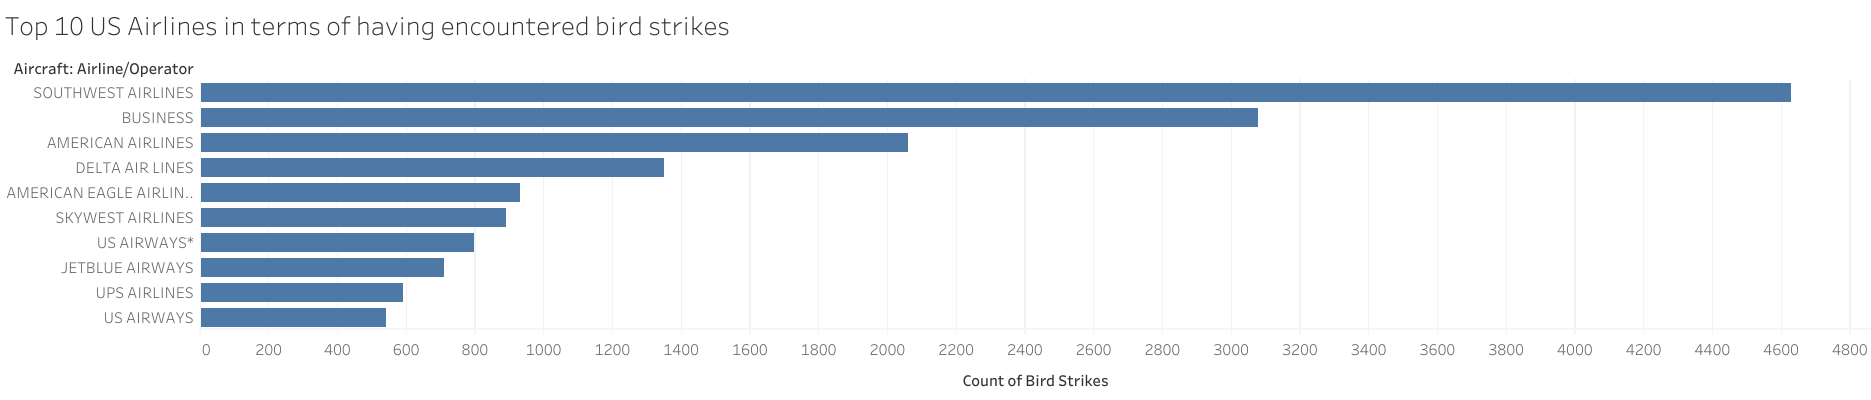 Top 10 US Airlines in terms of having encountered bird strikes
Aircraft: Airline/Operator
SOUTHWEST AIRLINES
BUSINESS
AMERICAN AIRLINES
DELTA AIR LINES
AMERICAN EAGLE AIRLIN..
SKYWEST AIRLINES
US AIRWAYS*
JETBLUE AIRWAYS
UPS AIRLINES
US AIRWAYS
0 200 400 600 800 1000 1200 1400 1600 1800 2000 2200 2400 2600 2800 3000 3200 3400 3600 3800 4000 4200 4400 4600 4800
Count of Bird Strikes